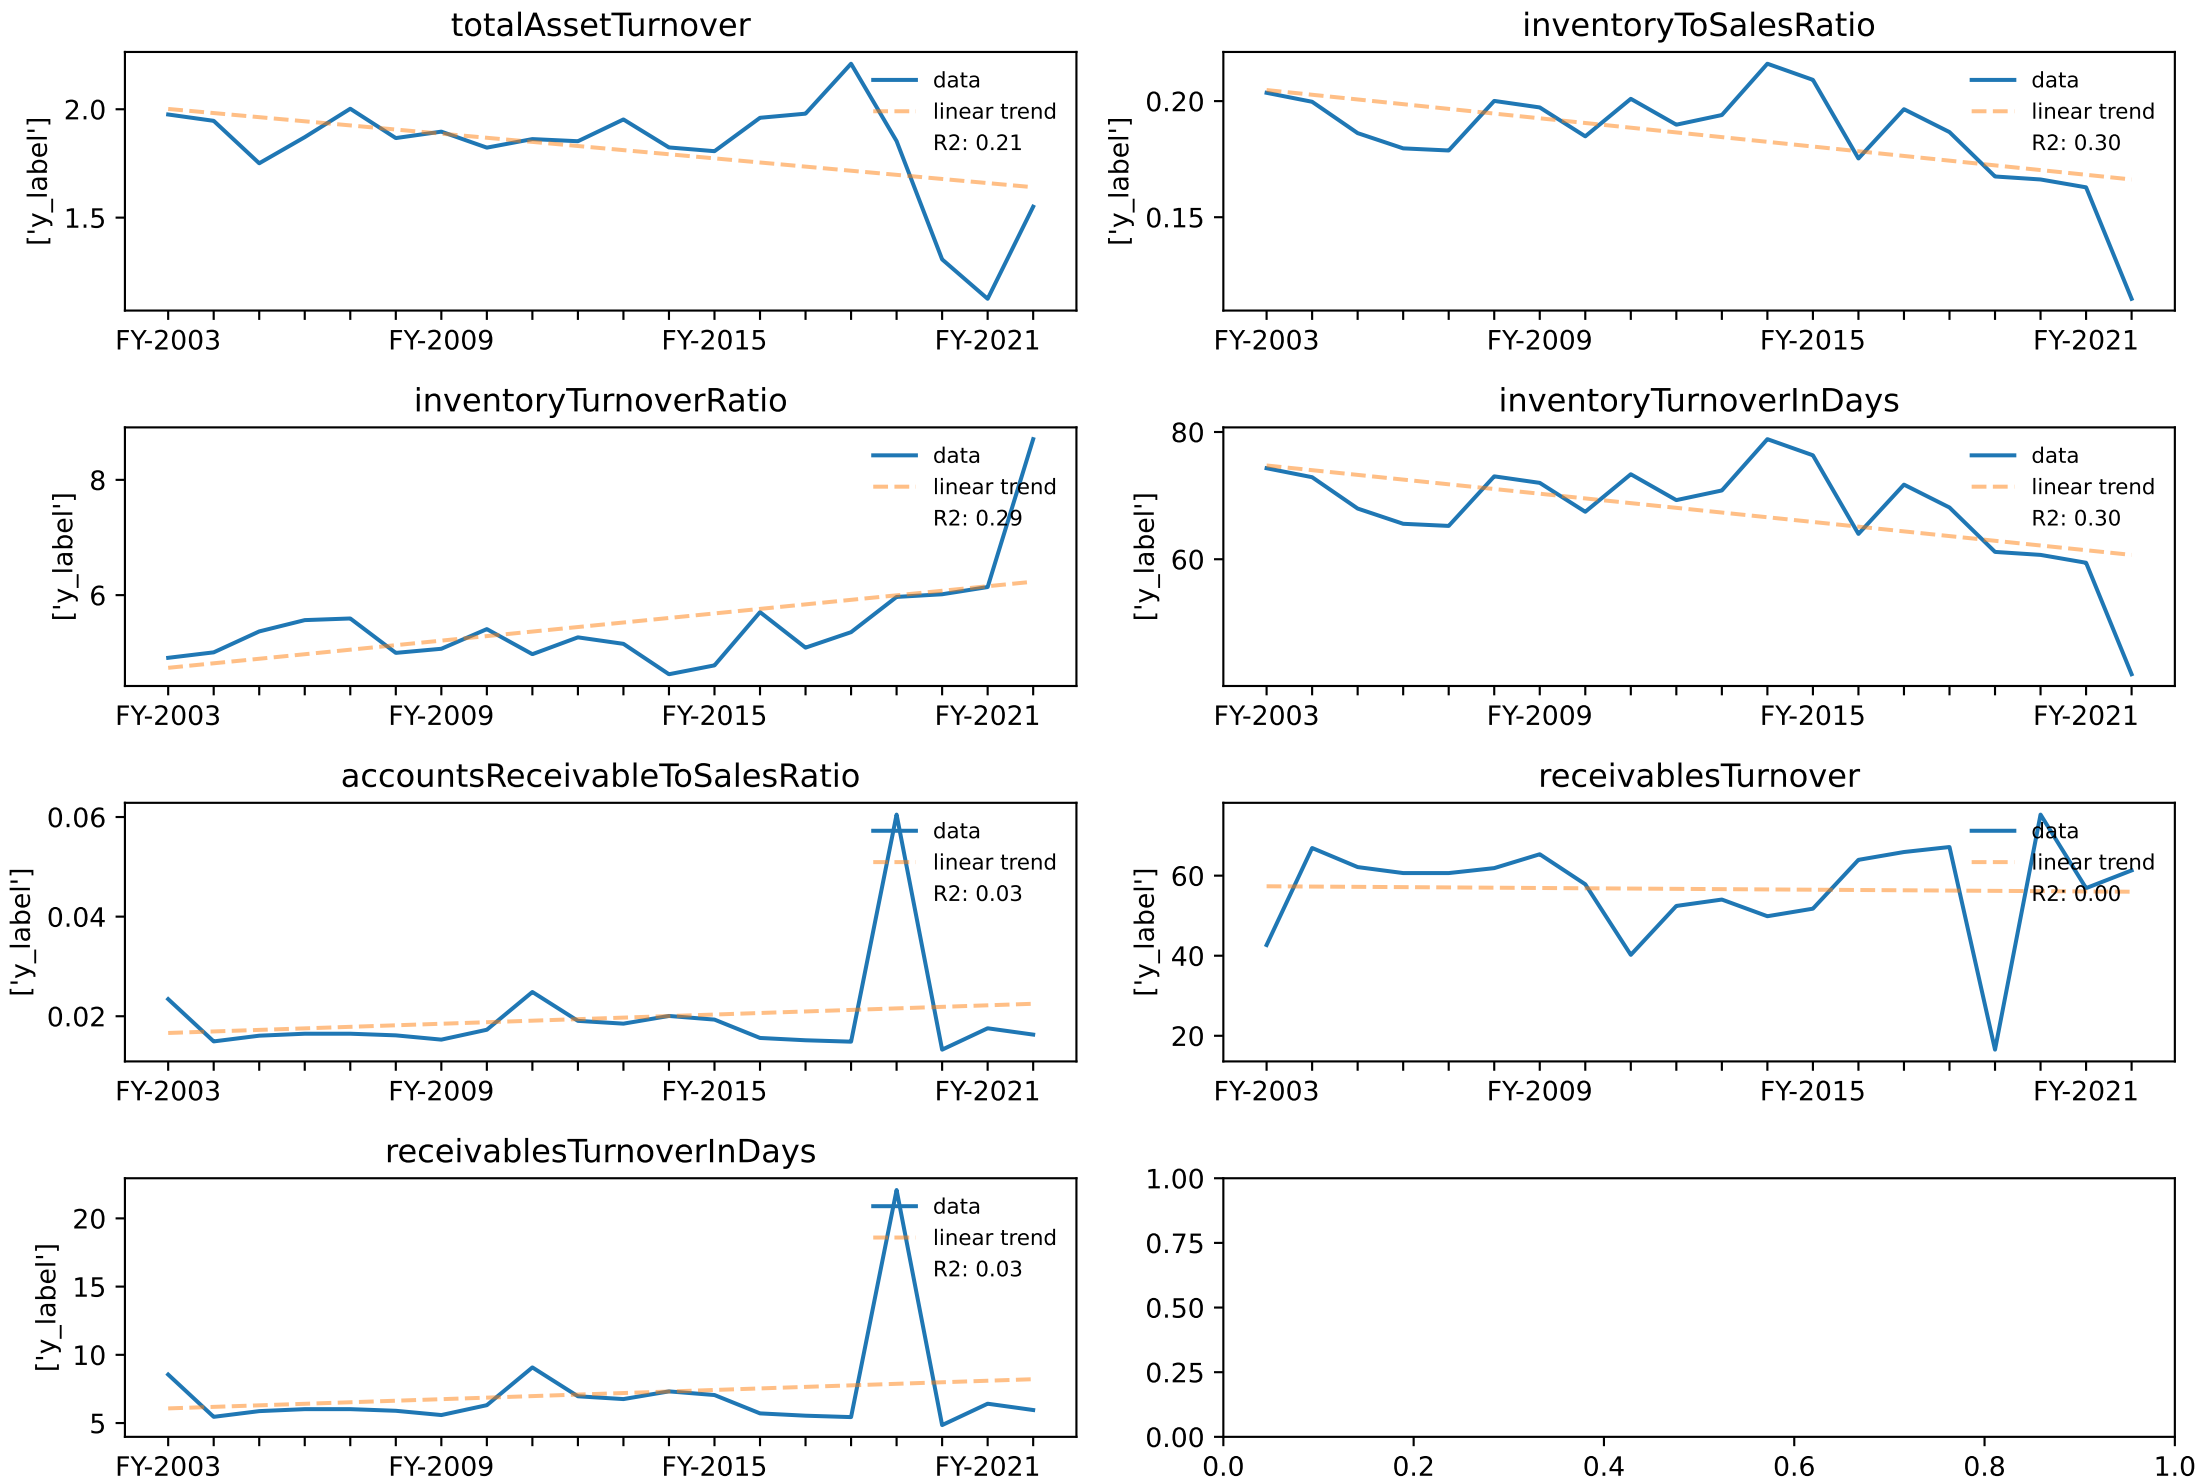 totalAssetTurnover
['y_label']
2.0
1.5
data
linear trend
R2: 0.21
FY-2003 FY-2009 FY-2015 FY-2021
inventoryToSalesRatio
['y_label']
0.20
0.15
data
linear trend
R2: 0.30
FY-2003 FY-2009 FY-2015 FY-2021
inventoryTurnoverRatio
['y_label']
8
6
data
linear trend
R2: 0.29
FY-2003 FY-2009 FY-2015 FY-2021
inventoryTurnoverInDays
['y_label']
80
60
data
linear trend
R2: 0.30
FY-2003 FY-2009 FY-2015 FY-2021
accountsReceivableToSalesRatio
['y_label']
0.06
0.04
0.02
data
linear trend
R2: 0.03
FY-2003 FY-2009 FY-2015 FY-2021
receivablesTurnover
['y_label']
60
40
20
data
linear trend
R2: 0.00
FY-2003 FY-2009 FY-2015 FY-2021
receivablesTurnoverInDays
['y_label']
20
15
10
5
data
linear trend
R2: 0.03
FY-2003 FY-2009 FY-2015 FY-2021
1.00
0.75
0.50
0.25
0.00
0.0 0.2 0.4 0.6 0.8 1.0